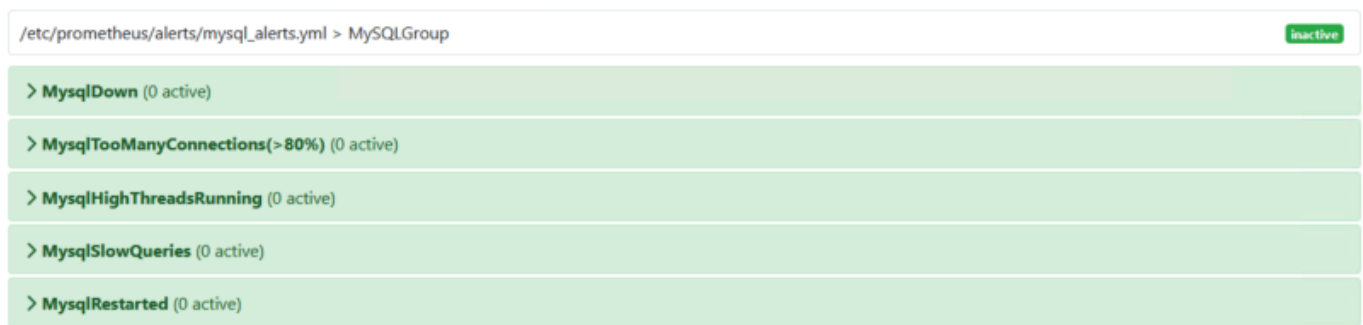 /etc/prometheus/alerts/mysql_alerts.yml > MySQLGroup inactive
> MysqlDown (0 active)
> MysqlTooManyConnections(>80%) (0 active)
> MysqlHighThreadsRunning (0 active)
> MysqlSlowQueries (0 active)
> MysqlRestarted (0 active)